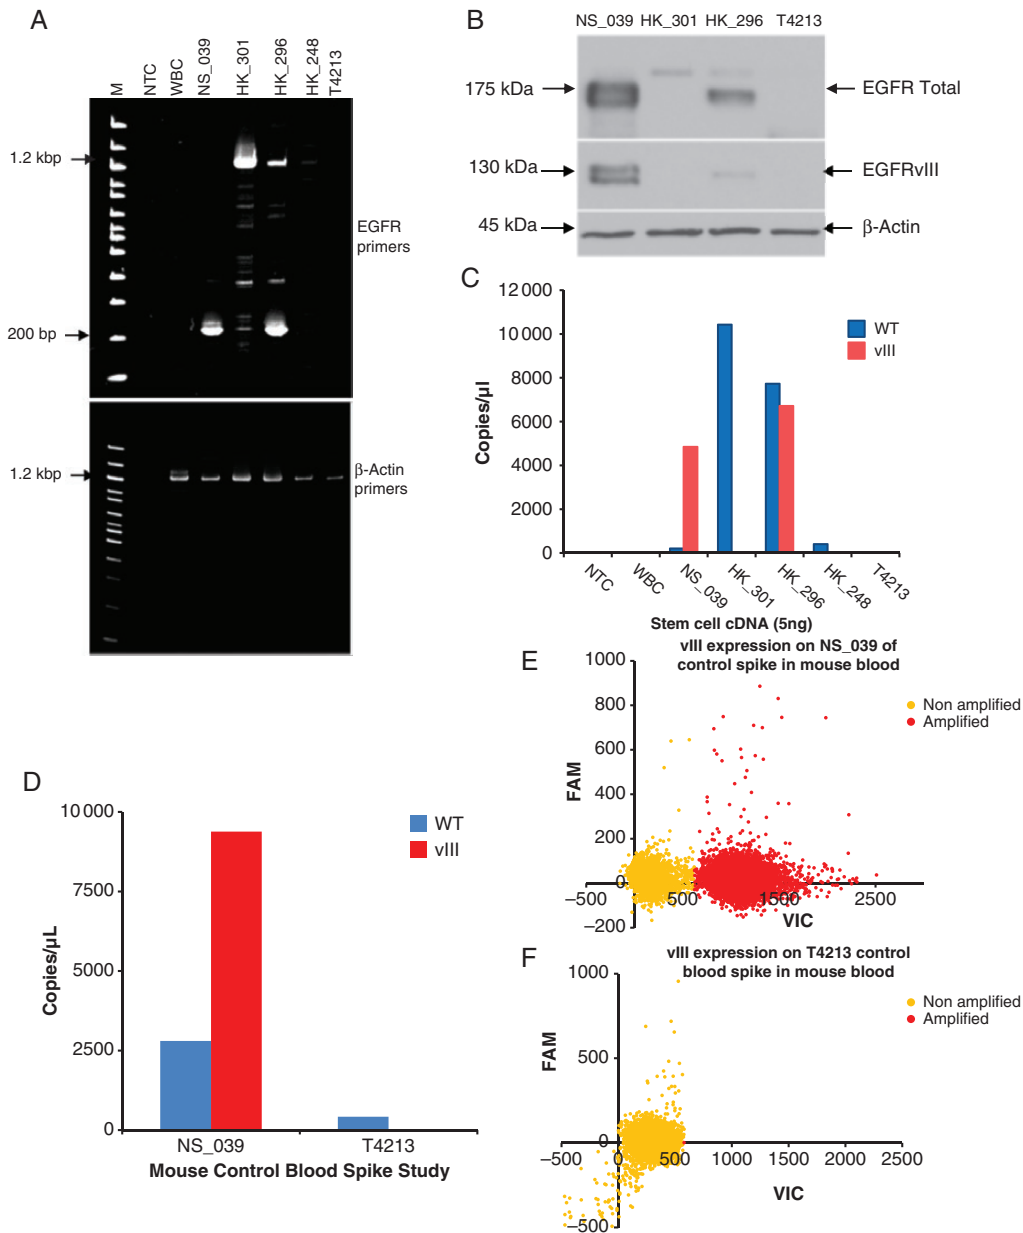 A
M
NTC
WBC
NS_039
HK_301
HK_296
HK_248
T4213
1.2 kbp
EGFR
primers
200 bp
1.2 kbp
β-Actin
primers
B
NS_039 HK_301 HK_296 T4213
175 kDa
EGFR Total
130 kDa
EGFRvIII
45 kDa
β-Actin
C
12 000
10 000
8000
6000
4000
2000
0
Copies/μl
WT
vIII
NTC
WBC
NS_039
HK_301
HK_296
HK_248
T4213
Stem cell cDNA (5ng)
D
10 000
7500
5000
2500
0
Copies/μL
WT
vIII
NS_039
T4213
Mouse Control Blood Spike Study
E
vIII expression on NS_039 of
control spike in mouse blood
1000
800
600
400
200
0
–200
FAM
–500
500
1500
2500
VIC
Non amplified
Amplified
F
vIII expression on T4213 control
blood spike in mouse blood
1000
500
0
–500
FAM
–500
0
500
1000
1500
2000
2500
VIC
Non amplified
Amplified